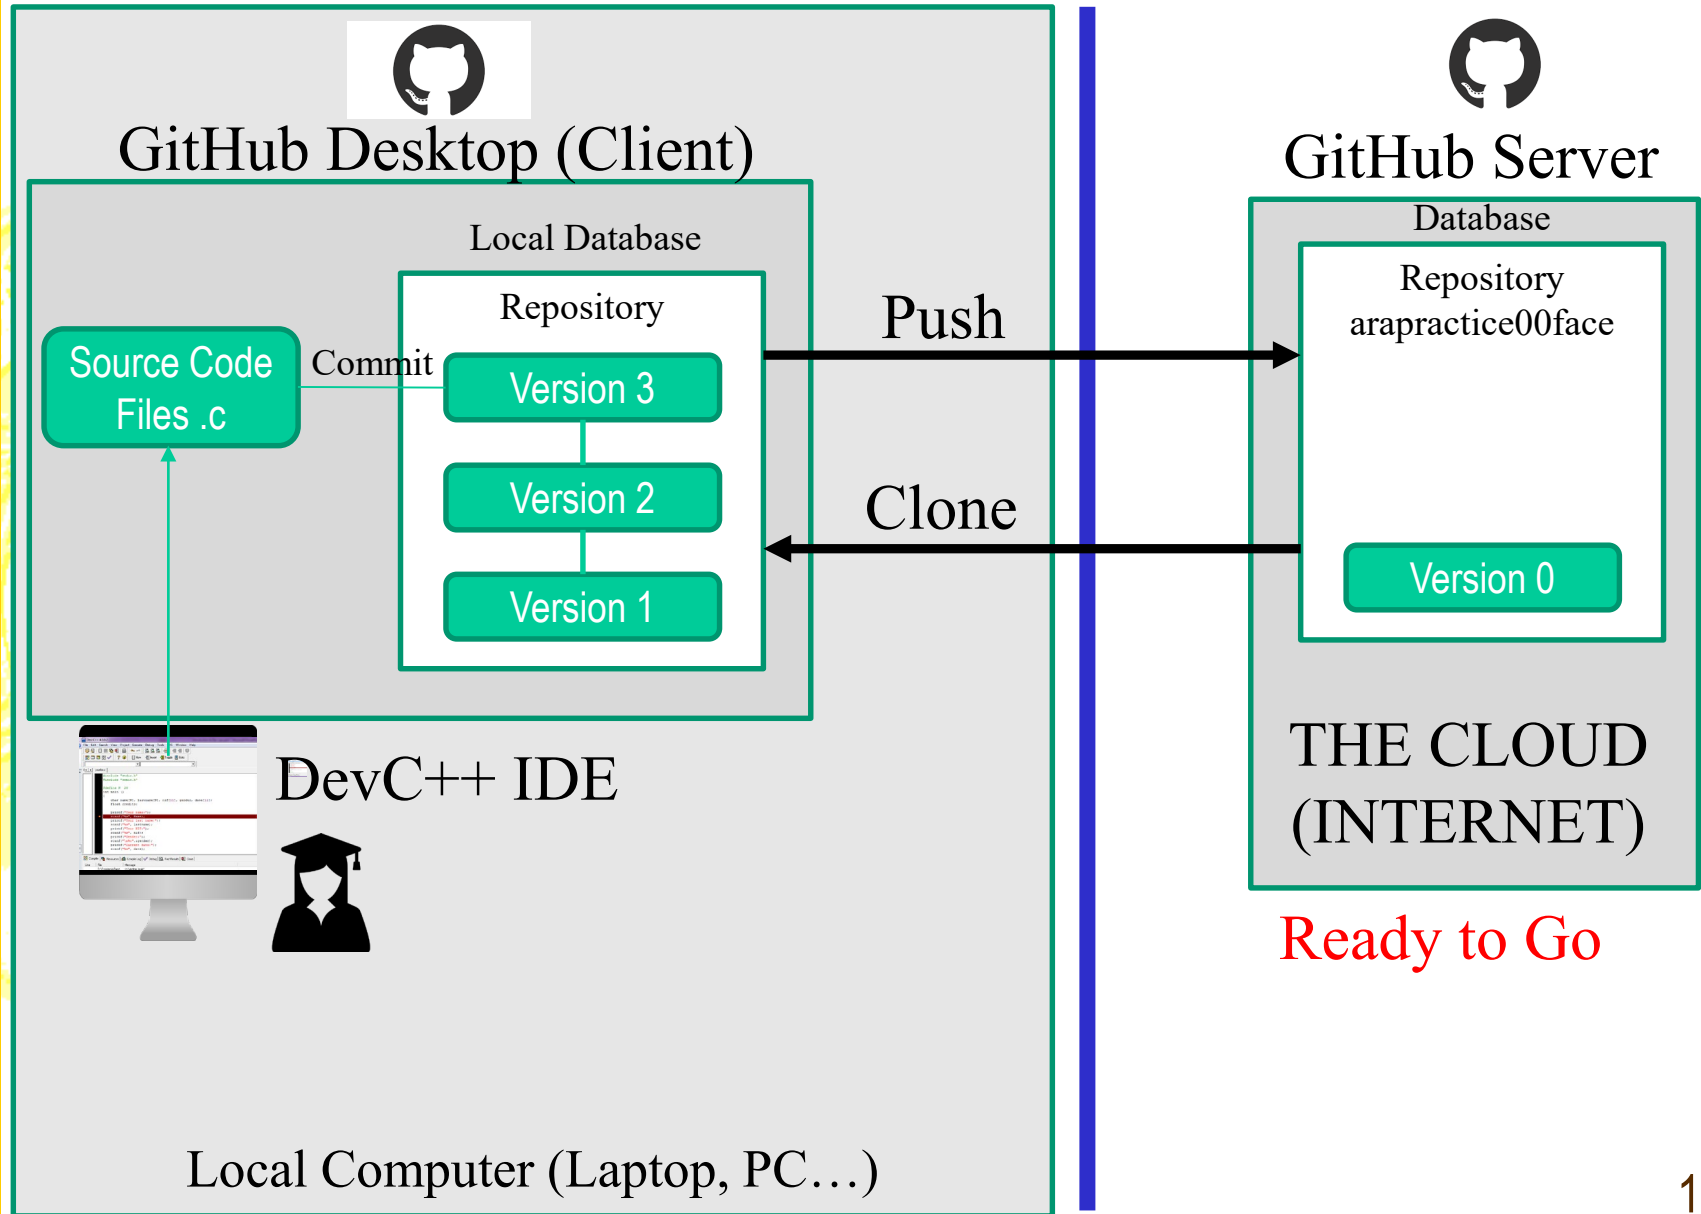 GitHub Desktop (Client)
Local Database
Repository
Source Code
Files .c
Commit
Version 3
Version 2
Version 1
DevC++ IDE
Local Computer (Laptop, PC…)
Push
Clone
GitHub Server
Database
Repository
arapractice00face
Version 0
THE CLOUD
(INTERNET)
Ready to Go
1